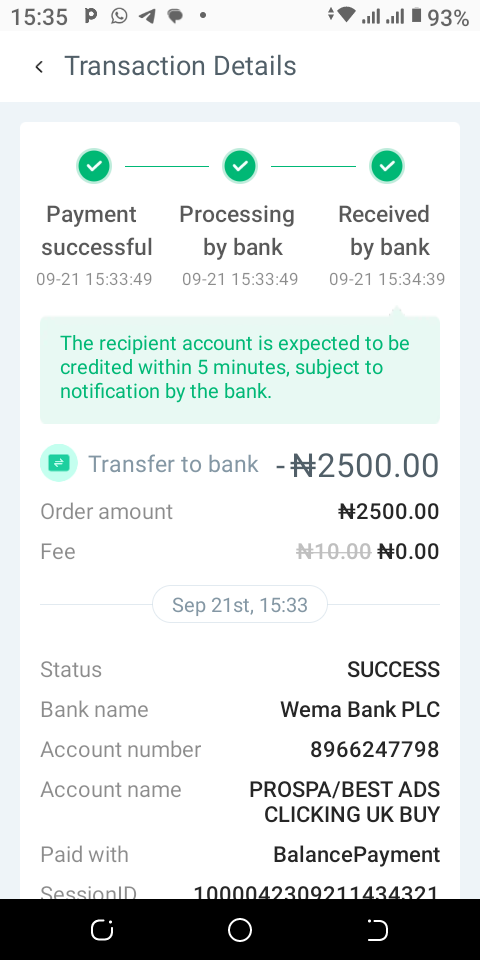 15:35
93%
Transaction Details
Payment successful
09-21 15:33:49
Processing by bank
09-21 15:33:49
Received by bank
09-21 15:34:39
The recipient account is expected to be
credited within 5 minutes, subject to
notification by the bank.
Transfer to bank -₦2500.00
Order amount ₦2500.00
Fee ₦10.00 ₦0.00
Sep 21st, 15:33
Status SUCCESS
Bank name Wema Bank PLC
Account number 8966247798
Account name PROSPA/BEST ADS
CLICKING UK BUY
Paid with BalancePayment
SessionID 1000042309211434321